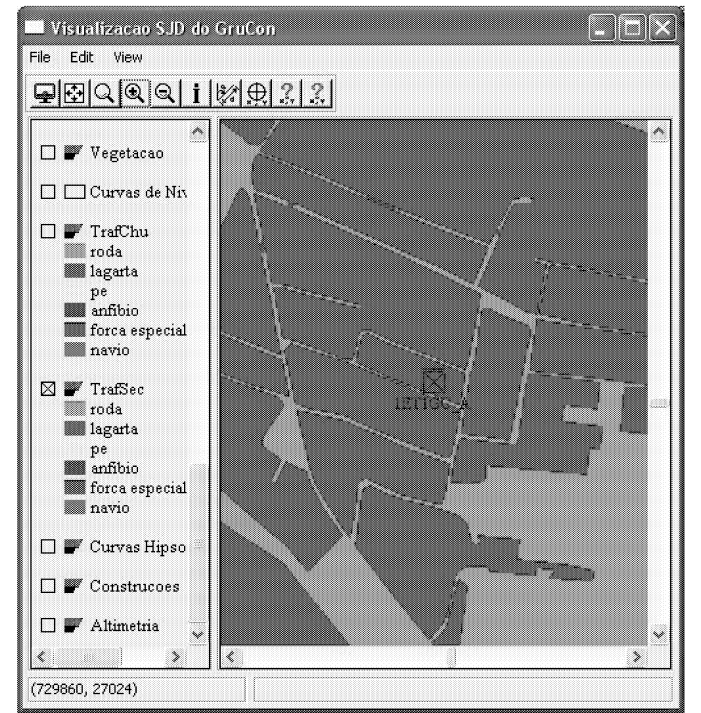 Visualizacao SJD do GruCon
File Edit View
i ? ?
Vegetacao
Curvas de Niv
TrafChu
roda
lagarta
pe
anfibio
forca especial
navio
TrafSec
roda
lagarta
pe
anfibio
forca especial
navio
Curvas Hipso
Construcoes
Altimetria
(729860, 27024)